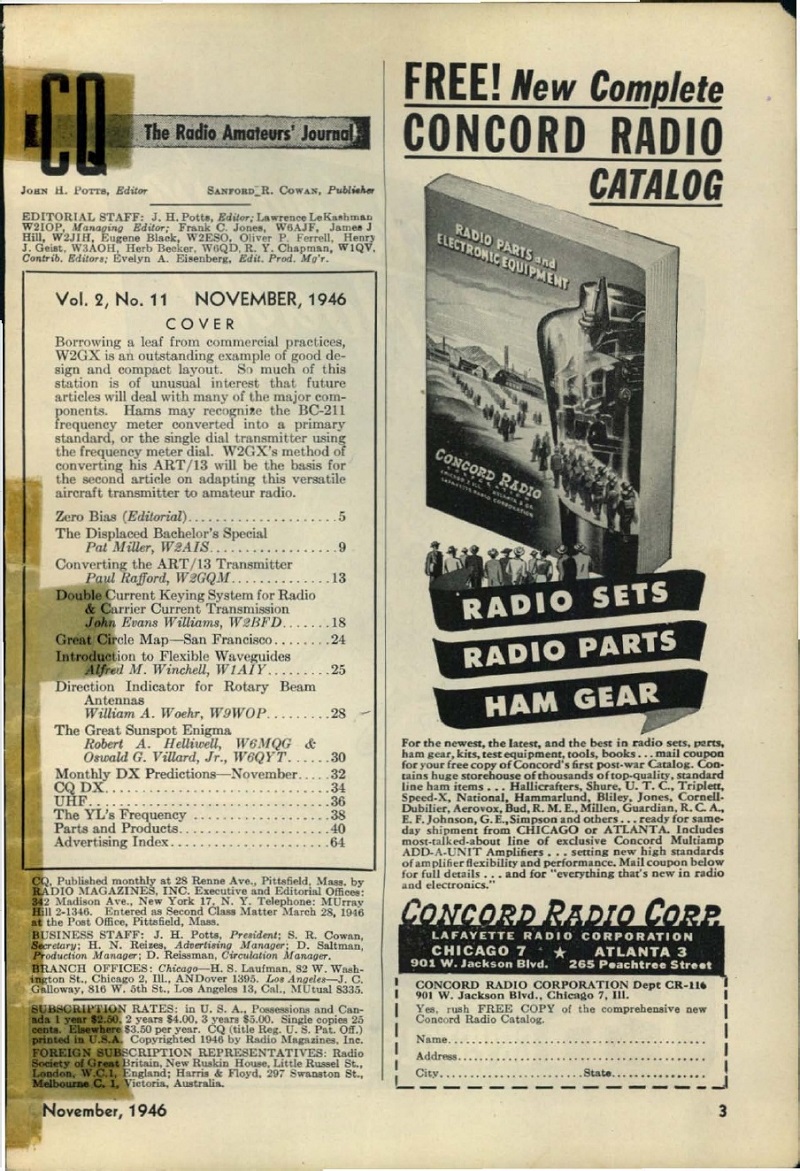 CQ
The Radio Amateurs' Journal
JOHN H. POTTS, Editor SANFORD R. COWAN, Publisher
EDITORIAL STAFF: J. H. Potts, Editor; Lawrence LeKashman
W2IOP, Managing Editor; Frank C. Jones, W6AJF, James J
Hill, W2JIH, Eugene Black, W2ESO, Oliver P. Ferrell, Henry
J. Geist, W3AOH, Herb Becker, W6QD, R. Y. Chapman, W1QV,
Contrib. Editors; Evelyn A. Eisenberg, Edit. Prod. Mg'r.
Vol. 2, No. 11 NOVEMBER, 1946
COVER
Borrowing a leaf from commercial practices,
W2GX is an outstanding example of good de-
sign and compact layout. So much of this
station is of unusual interest that future
articles will deal with many of the major com-
ponents. Hams may recognize the BC-211
frequency meter converted into a primary
standard, or the single dial transmitter using
the frequency meter dial. W2GX's method of
converting his ART/13 will be the basis for
the second article on adapting this versatile
aircraft transmitter to amateur radio.
Zero Bias (Editorial)....................5
The Displaced Bachelor's Special
Pat Miller, W2AIS.................9
Converting the ART/13 Transmitter
Paul Rafford, W2GQM..............13
Double Current Keying System for Radio
& Carrier Current Transmission
John Evans Williams, W2BFD.......18
Great Circle Map—San Francisco........24
Introduction to Flexible Waveguides
Alfred M. Winchell, W1AIY.........25
Direction Indicator for Rotary Beam
Antennas
William A. Woehr, W9WOP.........28
The Great Sunspot Enigma
Robert A. Helliwell, W6MQG &
Oswald G. Villard, Jr., W6QYT......30
Monthly DX Predictions—November.....32
CQ DX...............................34
UHF.................................36
The YL's Frequency ..................38
Parts and Products....................40
Advertising Index.....................64
CQ, Published monthly at 28 Renne Ave., Pittsfield, Mass. by
RADIO MAGAZINES, INC. Executive and Editorial Offices:
342 Madison Ave., New York 17, N. Y. Telephone: MUrray
Hill 2-1346. Entered as Second Class Matter March 28, 1946
at the Post Office, Pittsfield, Mass.
BUSINESS STAFF: J. H. Potts, President; S. R. Cowan,
Secretary; H. N. Reizes, Advertising Manager; D. Saltman,
Production Manager; D. Reissman, Circulation Manager.
BRANCH OFFICES: Chicago—H. S. Laufman, 82 W. Wash-
ington St., Chicago 2, Ill., ANDover 1395. Los Angeles—J. C.
Galloway, 816 W. 5th St., Los Angeles 13, Cal., MUtual 8335.
SUBSCRIPTION RATES: in U. S. A., Possessions and Can-
ada 1 year $2.50, 2 years $4.00, 3 years $5.00. Single copies 25
cents. Elsewhere $3.50 per year. CQ (title Reg. U. S. Pat. Off.)
printed in U.S.A. Copyrighted 1946 by Radio Magazines, Inc.
FOREIGN SUBSCRIPTION REPRESENTATIVES: Radio
Society of Great Britain, New Ruskin House, Little Russel St.,
London, W.C.1, England; Harris & Floyd, 297 Swanston St.,
Melbourne C. 1, Victoria, Australia.
November, 1946
FREE! New Complete
CONCORD RADIO
CATALOG
RADIO PARTS and
ELECTRONIC EQUIPMENT
CONCORD RADIO
CORPORATION
CHICAGO 7, ILL. ATLANTA 3, GA.
LAFAYETTE RADIO CORPORATION
RADIO SETS
RADIO PARTS
HAM GEAR
For the newest, the latest, and the best in radio sets, parts,
ham gear, kits, test equipment, tools, books . . . mail coupon
for your free copy of Concord's first post-war Catalog. Con-
tains huge storehouse of thousands of top-quality, standard
line ham items . . . Hallicrafters, Shure, U. T. C., Triplett,
Speed-X, National, Hammarlund, Bliley, Jones, Cornell-
Dubilier, Aerovox, Bud, R. M. E., Millen, Guardian, R. C. A.,
E. F. Johnson, G. E., Simpson and others . . . ready for same-
day shipment from CHICAGO or ATLANTA. Includes
most-talked-about line of exclusive Concord Multiamp
ADD-A-UNIT Amplifiers . . . setting new high standards
of amplifier flexibility and performance. Mail coupon below
for full details . . . and for "everything that's new in radio
and electronics."
CONCORD RADIO CORP.
LAFAYETTE RADIO CORPORATION
CHICAGO 7 ★ ATLANTA 3
901 W. Jackson Blvd. 265 Peachtree Street
CONCORD RADIO CORPORATION Dept CR-116
901 W. Jackson Blvd., Chicago 7, Ill.
Yes, rush FREE COPY of the comprehensive new
Concord Radio Catalog.
Name.....................................
Address...................................
City......................State................
3